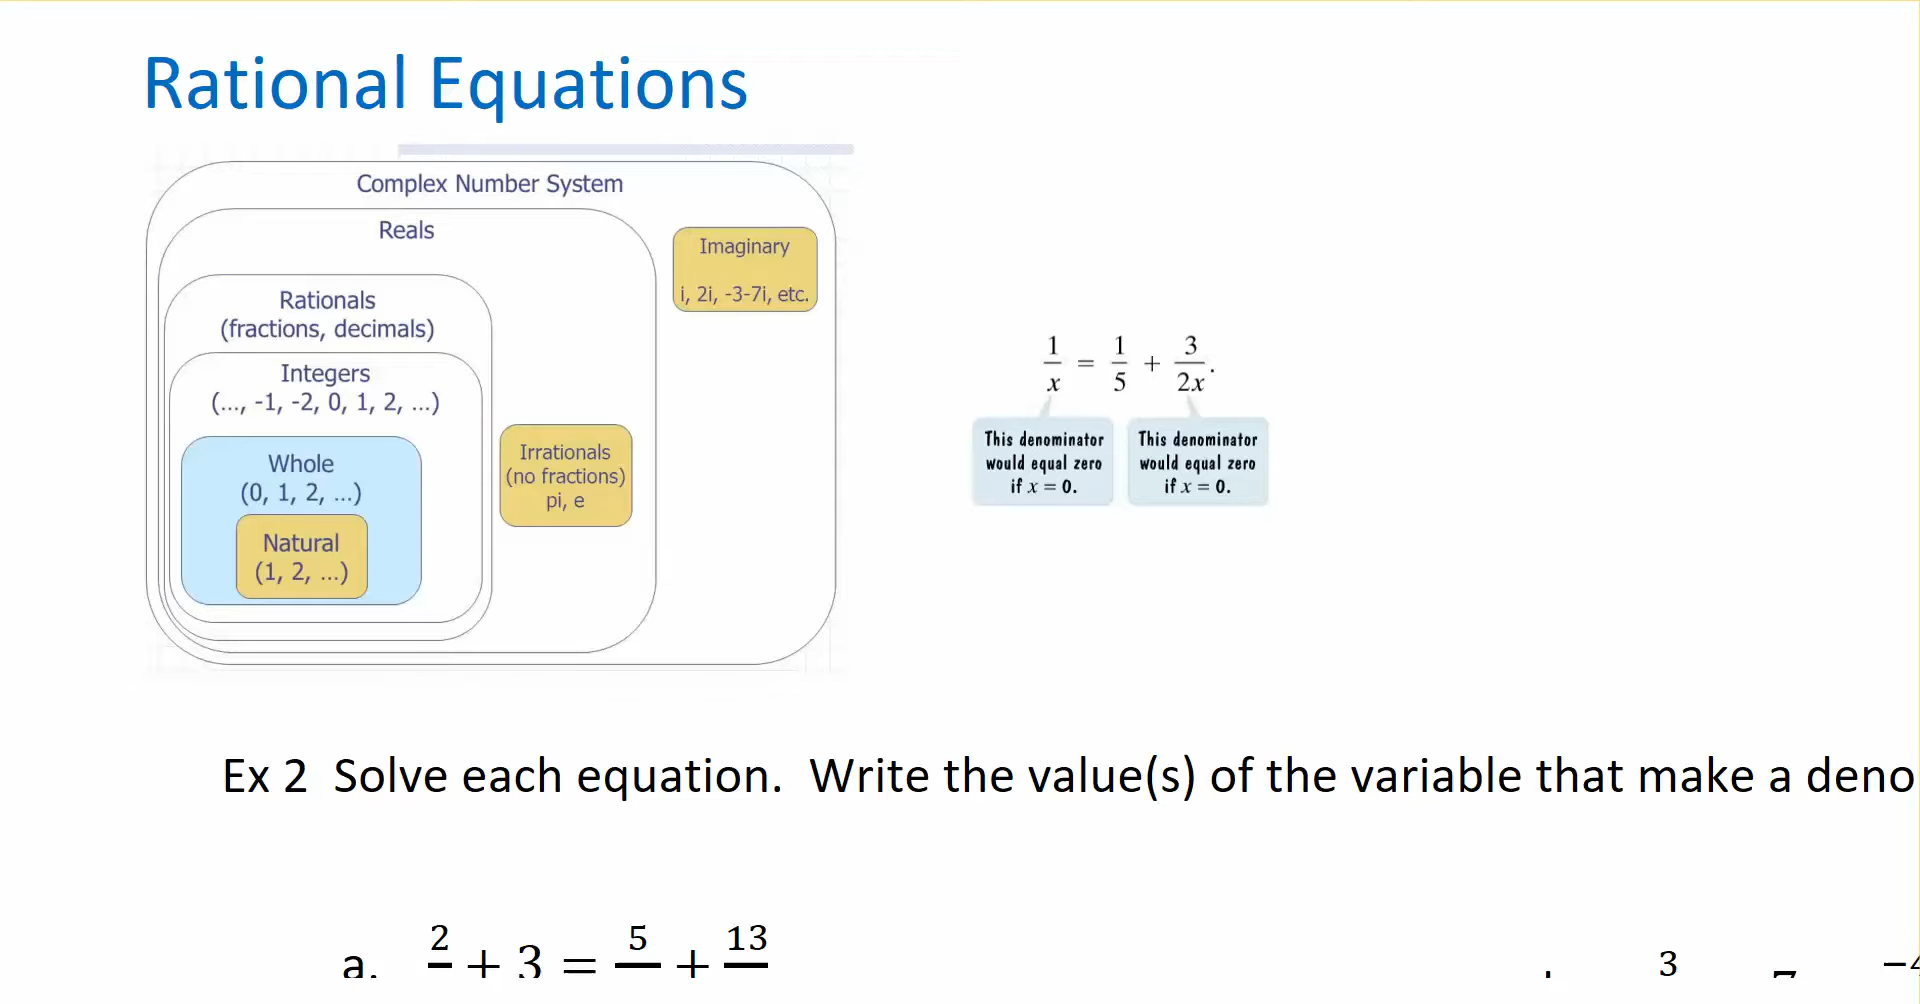 Rational Equations
Complex Number System
Reals
Imaginary
i, 2i, -3-7i, etc.
Rationals
(fractions, decimals)
Integers
(..., -1, -2, 0, 1, 2, ...)
Irrationals
(no fractions)
pi, e
Whole
(0, 1, 2, ...)
Natural
(1, 2, ...)
1/x = 1/5 + 3/2x.
This denominator
would equal zero
if x = 0.
This denominator
would equal zero
if x = 0.
Ex 2 Solve each equation. Write the value(s) of the variable that make a deno
a. 2 + 3 = 5 + 13
3